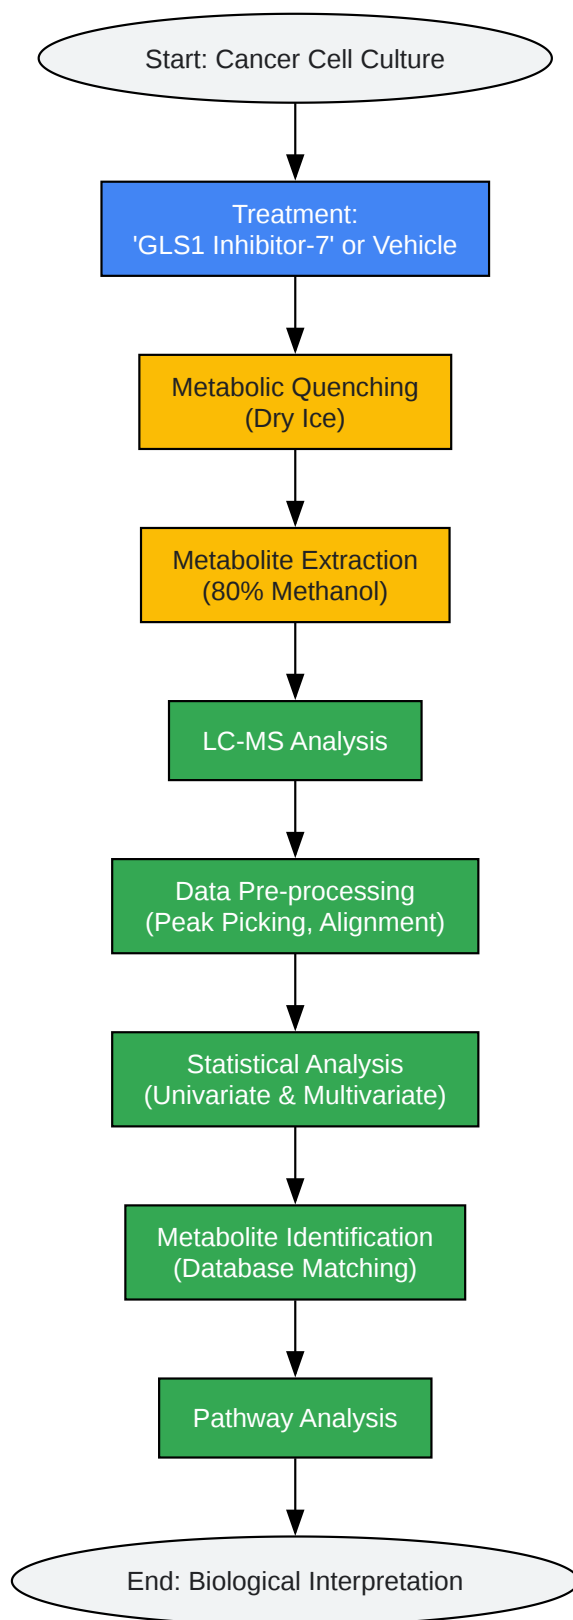 Start: Cancer Cell Culture
Treatment:
'GLS1 Inhibitor-7' or Vehicle
Metabolic Quenching
(Dry Ice)
Metabolite Extraction
(80% Methanol)
LC-MS Analysis
Data Pre-processing
(Peak Picking, Alignment)
Statistical Analysis
(Univariate & Multivariate)
Metabolite Identification
(Database Matching)
Pathway Analysis
End: Biological Interpretation